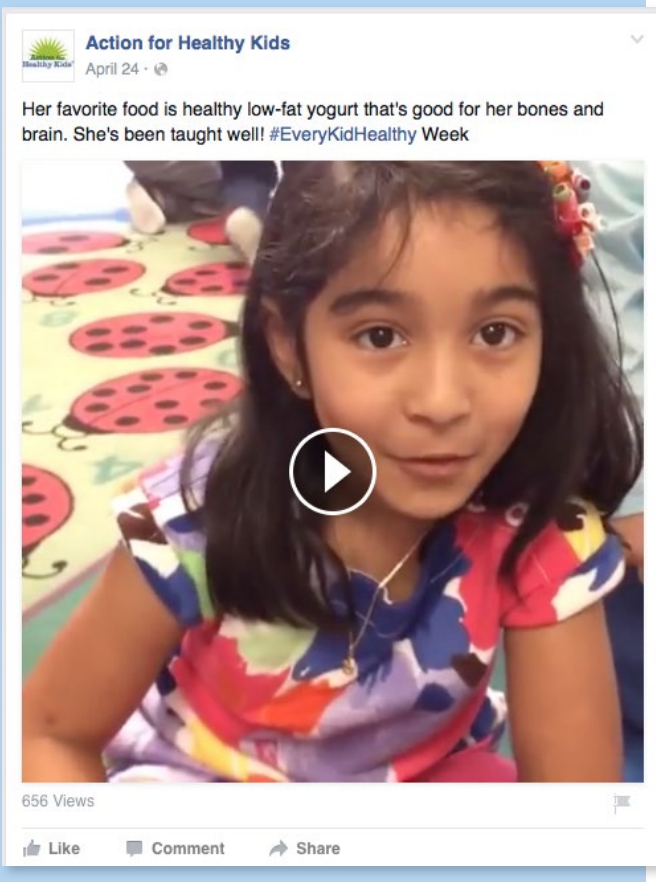 Action for Healthy Kids
April 24
Her favorite food is healthy low-fat yogurt that's good for her bones and
brain. She's been taught well! #EveryKidHealthy Week
656 Views
Like Comment Share